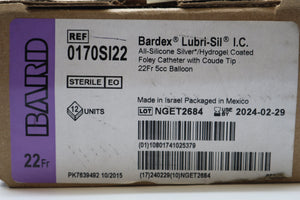 BARD
22Fr
REF 0170SI22
STERILE EO
12 UNITS
Bardex® Lubri-Sil® I.C.
All-Silicone Silver*/Hydrogel Coated
Foley Catheter with Coude Tip
22Fr 5cc Balloon
Made in Israel Packaged in Mexico
LOT NGET2684
2024-02-29
(01)10801741025379
(17)240229(10)NGET2684
PK7639492 10/2015